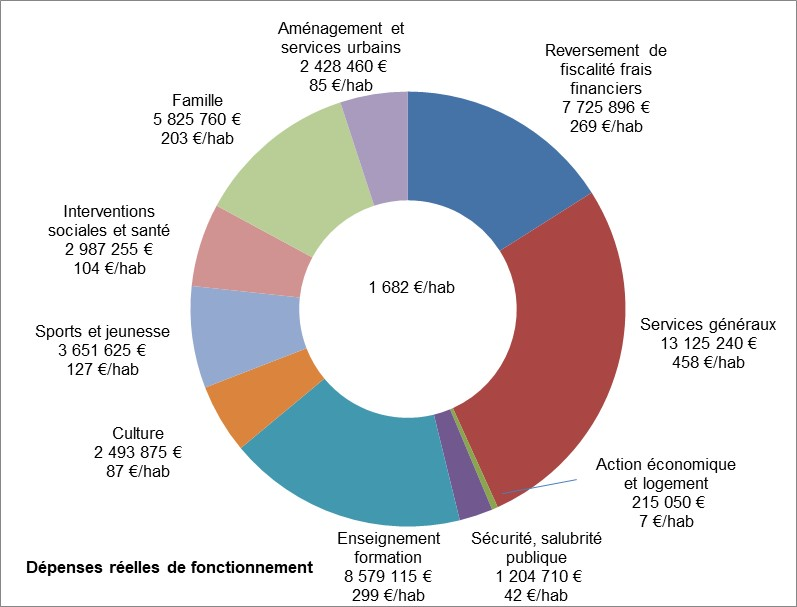 Aménagement et
services urbains
2 428 460 €
85 €/hab
Reversement de
fiscalité frais
financiers
7 725 896 €
269 €/hab
Famille
5 825 760 €
203 €/hab
Interventions
sociales et santé
2 987 255 €
104 €/hab
1 682 €/hab
Services généraux
13 125 240 €
458 €/hab
Sports et jeunesse
3 651 625 €
127 €/hab
Culture
2 493 875 €
87 €/hab
Action économique
et logement
215 050 €
7 €/hab
Enseignement
formation
8 579 115 €
299 €/hab
Sécurité, salubrité
publique
1 204 710 €
42 €/hab
Dépenses réelles de fonctionnement